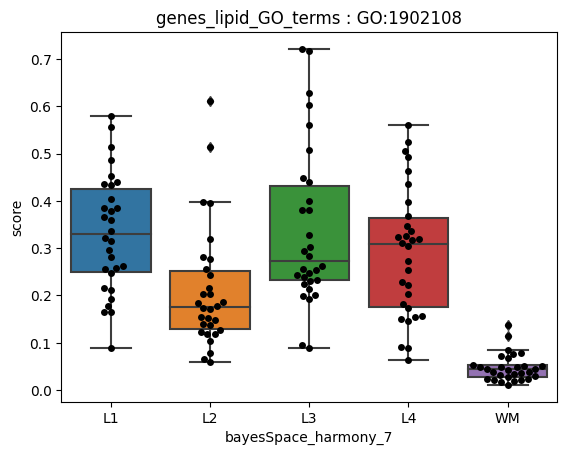 genes_lipid_GO_terms : GO:1902108
0.7
0.6
0.5
0.4
0.3
0.2
0.1
0.0
score
L1 L2 L3 L4 WM
bayesSpace_harmony_7